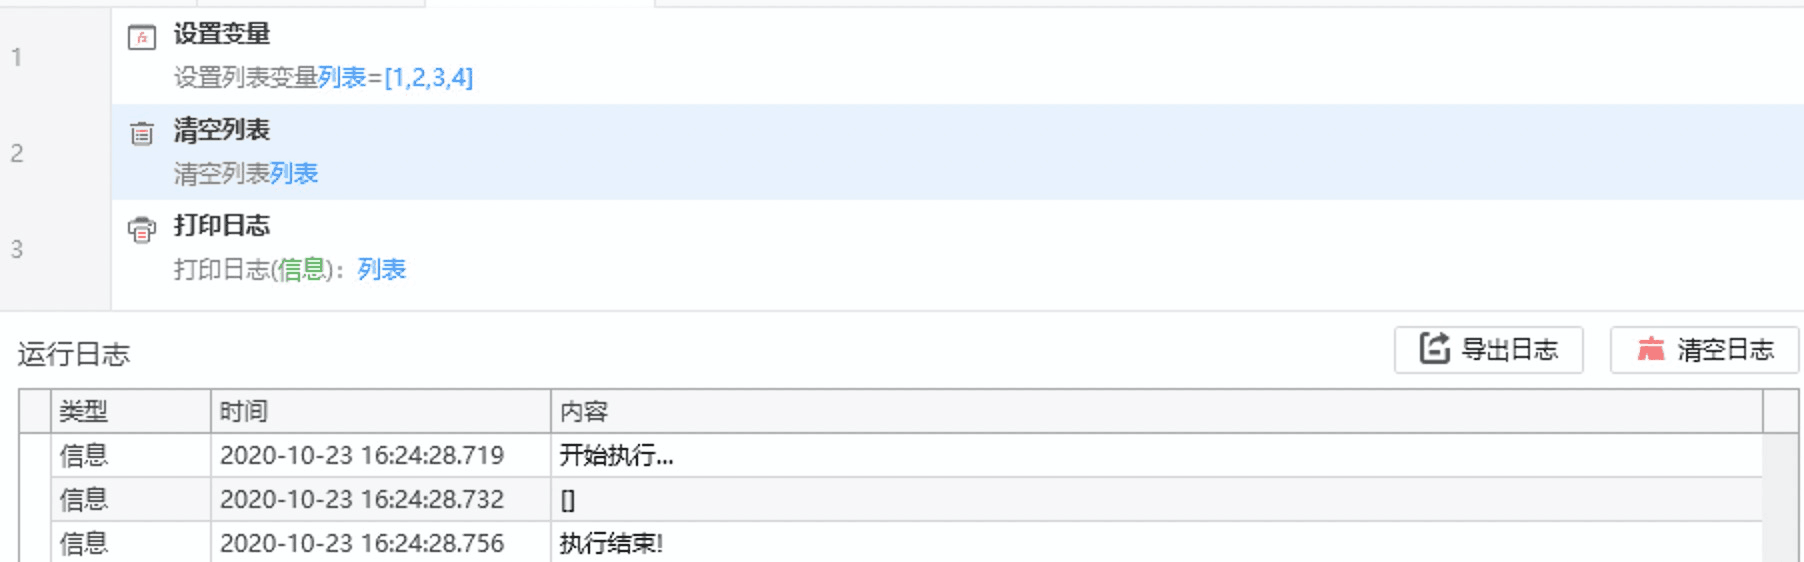 1
设置变量
设置列表变量列表=[1,2,3,4]
2
清空列表
清空列表列表
3
打印日志
打印日志(信息)：列表
运行日志
导出日志
清空日志
类型 时间 内容
信息 2020-10-23 16:24:28.719 开始执行...
信息 2020-10-23 16:24:28.732 []
信息 2020-10-23 16:24:28.756 执行结束!